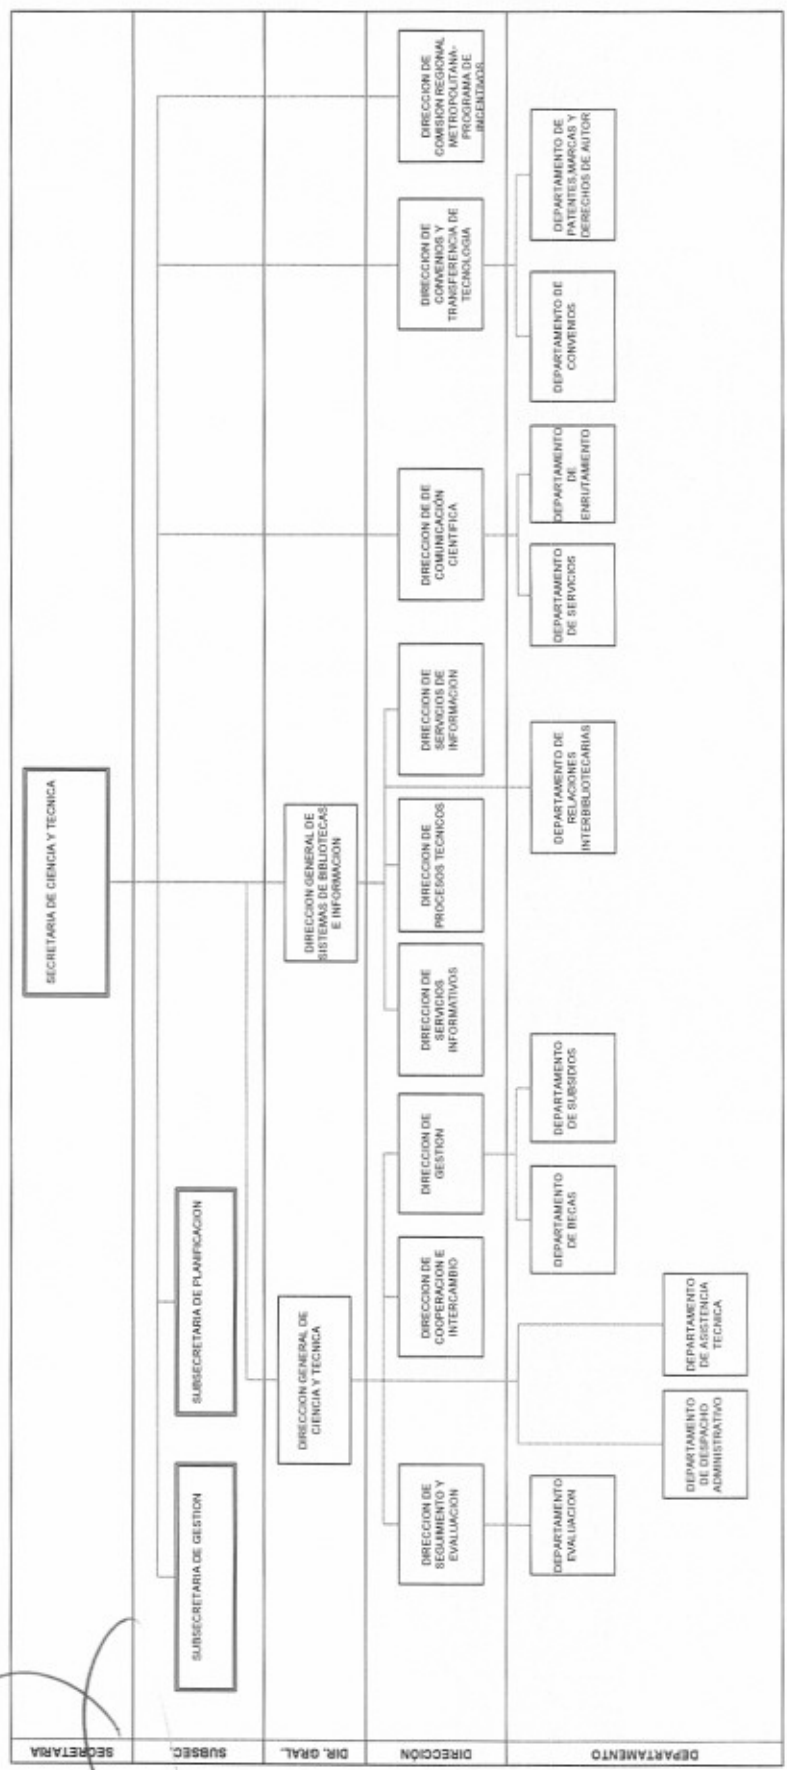 SECRETARIA
SECRETARIA DE CIENCIA Y TECNICA
SUBSEC.
SUBSECRETARIA DE GESTION
SUBSECRETARIA DE PLANIFICACION
DIR. GRAL.
DIRECCION GENERAL DE
CIENCIA Y TECNICA
DIRECCION GENERAL DE
SISTEMAS DE BIBLIOTECAS
E INFORMACION
DIRECCIÓN
DIRECCION DE
SEGUIMIENTO Y
EVALUACION
DIRECCION DE
COOPERACION E
INTERCAMBIO
DIRECCION DE
GESTION
DIRECCION DE
SERVICIOS
INFORMATIVOS
DIRECCION DE
PROCESOS TECNICOS
DIRECCION DE
SERVICIOS DE
INFORMACION
DIRECCION DE DE
COMUNICACIÓN
CIENTIFICA
DIRECCION DE
CONVENIOS Y
TRANSFERENCIA DE
TECNOLOGIA
DIRECCION DE
COMISION REGIONAL
METROPOLITANA-
PROGRAMA DE
INCENTIVOS
DEPARTAMENTO
DEPARTAMENTO
EVALUACION
DEPARTAMENTO
DE DESPACHO
ADMINISTRATIVO
DEPARTAMENTO
DE ASISTENCIA
TECNICA
DEPARTAMENTO
DE BECAS
DEPARTAMENTO
DE SUBSIDIOS
DEPARTAMENTO DE
RELACIONES
INTERBIBLIOTECARIAS
DEPARTAMENTO
DE SERVICIOS
DEPARTAMENTO
DE
ENRUTAMIENTO
DEPARTAMENTO DE
CONVENIOS
DEPARTAMENTO DE
PATENTES,MARCAS Y
DERECHOS DE AUTOR